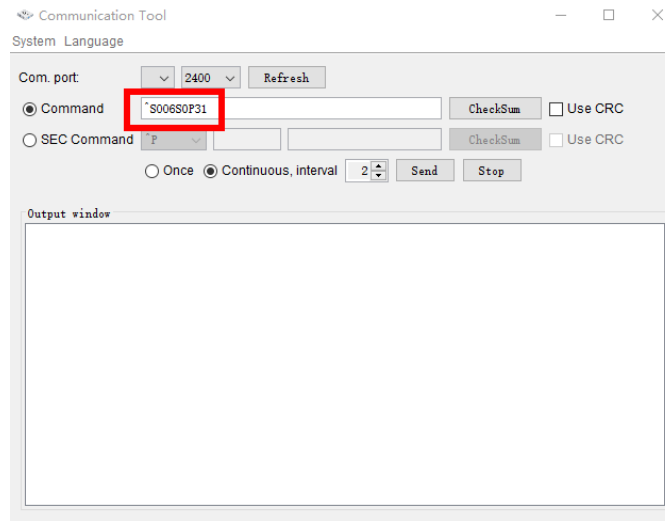 Communication Tool
System Language
Com. port: 2400 Refresh
Command ^S006S0P31 CheckSum Use CRC
SEC Command ^P CheckSum Use CRC
Once Continuous, interval 2 Send Stop
Output window